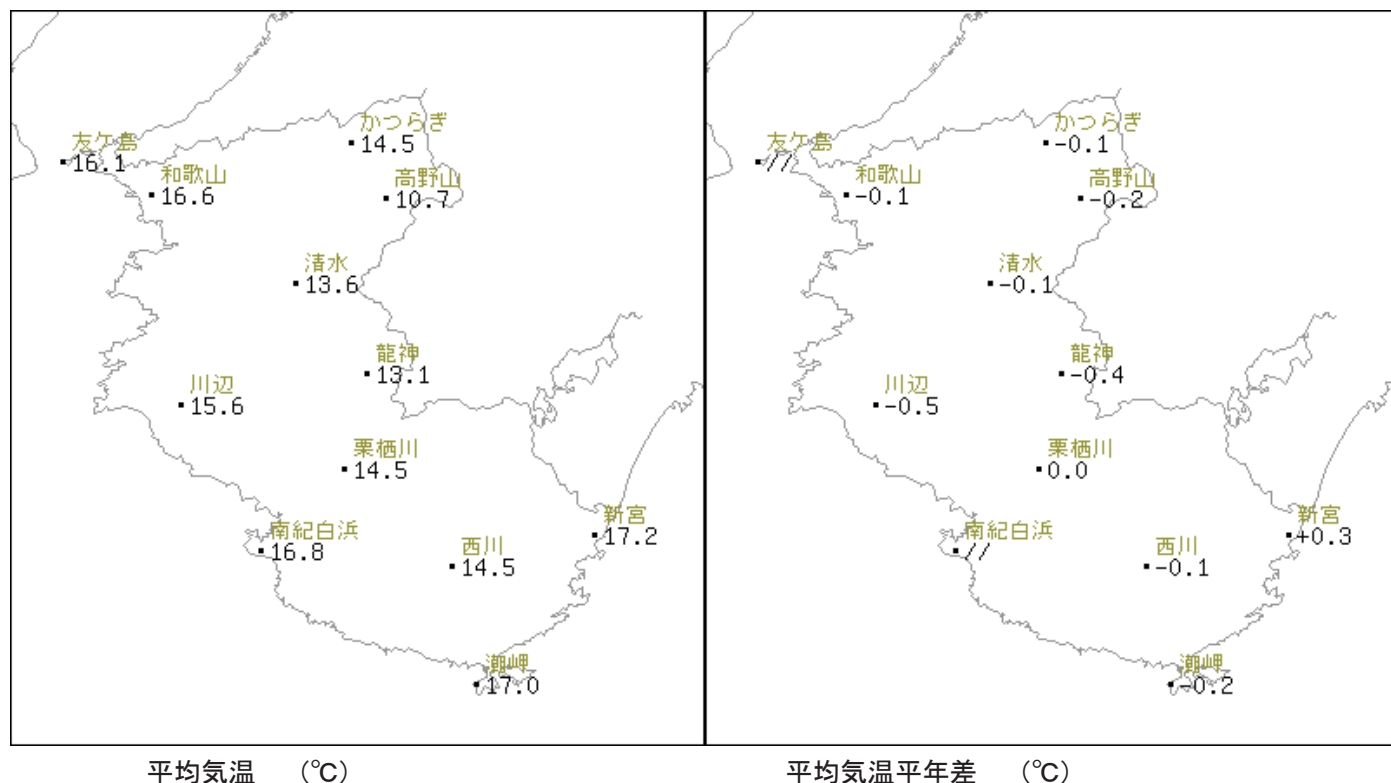 かつらぎ
14.5
友ケ島
16.1
和歌山
16.6
高野山
10.7
清水
13.6
龍神
13.1
川辺
15.6
栗栖川
14.5
新宮
17.2
南紀白浜
16.8
西川
14.5
潮岬
17.0
平均気温 (℃)
かつらぎ
-0.1
友ケ島
//
和歌山
-0.1
高野山
-0.2
清水
-0.1
龍神
-0.4
川辺
-0.5
栗栖川
0.0
新宮
+0.3
南紀白浜
//
西川
-0.1
潮岬
-0.2
平均気温平年差 (℃)